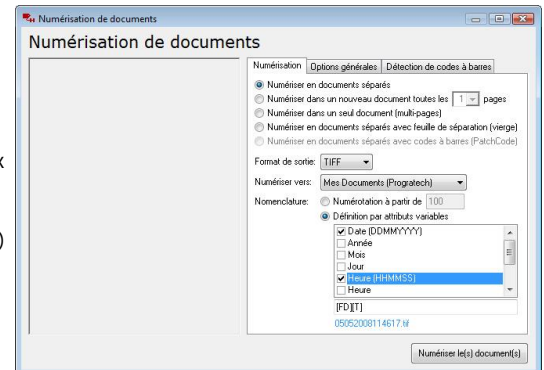 Numérisation de documents
Numérisation de documents
Numérisation
Options générales
Détection de codes à barres
Numériser en documents séparés
Numériser dans un nouveau document toutes les 1 pages
Numériser dans un seul document (multi-pages)
Numériser en documents séparés avec feuille de séparation (vierge)
Numériser en documents séparés avec codes à barres (PatchCode)
Format de sortie: TIFF
Numériser vers: Mes Documents (Progratech)
Nomenclature: Numérotation à partir de 100
Définition par attributs variables
Date (DDMMYYYY)
Année
Mois
Jour
Heure (HHMMSS)
Heure
[FD][T]
05052008114617.tif
Numériser le(s) document(s)
x
)